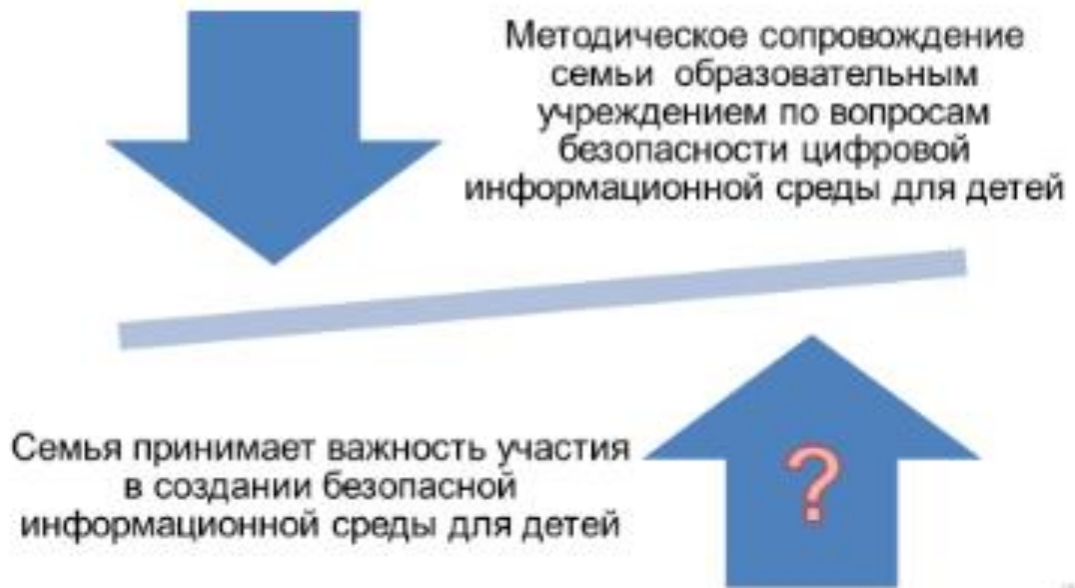 Методическое сопровождение
семьи образовательным
учреждением по вопросам
безопасности цифровой
информационной среды для детей
Семья принимает важность участия
в создании безопасной
информационной среды для детей
?